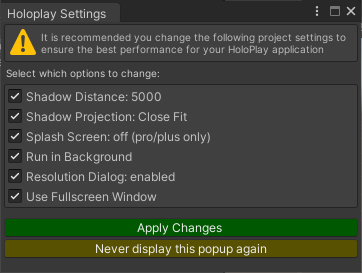 Holoplay Settings
It is recommended you change the following project settings to
ensure the best performance for your HoloPlay application
Select which options to change:
Shadow Distance: 5000
Shadow Projection: Close Fit
Splash Screen: off (pro/plus only)
Run in Background
Resolution Dialog: enabled
Use Fullscreen Window
Apply Changes
Never display this popup again